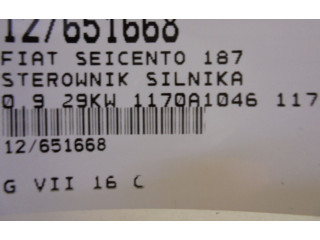 12/651668
FIAT SEICENTO 187
STEROWNIK SILNIKA
0 9 29KW 1170A1046 117
12/651668
G VII 16 C